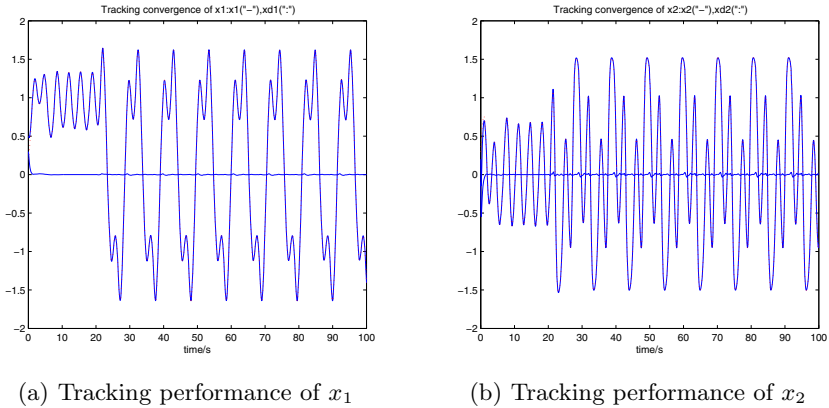 Tracking convergence of x1:x1("−"),xd1(":")
2
1.5
1
0.5
0
−0.5
−1
−1.5
−2
0 10 20 30 40 50 60 70 80 90 100
time/s
(a) Tracking performance of x1
Tracking convergence of x2:x2("−"),xd2(":")
2
1.5
1
0.5
0
−0.5
−1
−1.5
−2
0 10 20 30 40 50 60 70 80 90 100
time/s
(b) Tracking performance of x2